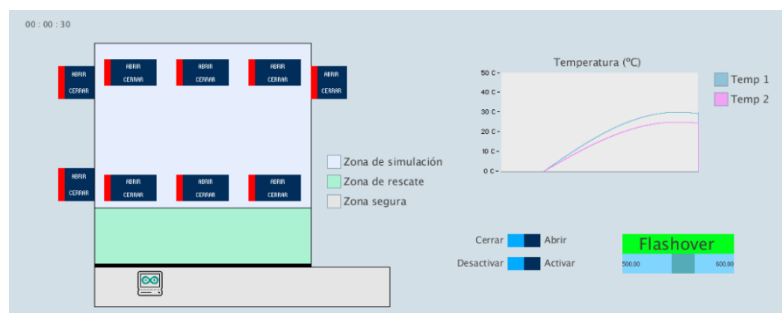 00 : 00 : 30
ABRIR
CERRAR
ABRIR
CERRAR
ABRIR
CERRAR
ABRIR
CERRAR
ABRIR
CERRAR
ABRIR
CERRAR
ABRIR
CERRAR
ABRIR
CERRAR
ABRIR
CERRAR
Zona de simulación
Zona de rescate
Zona segura
Temperatura (ºC)
50 C
40 C
30 C
20 C
10 C
0 C
Temp 1
Temp 2
Cerrar Abrir
Desactivar Activar
Flashover
500.00 600.00